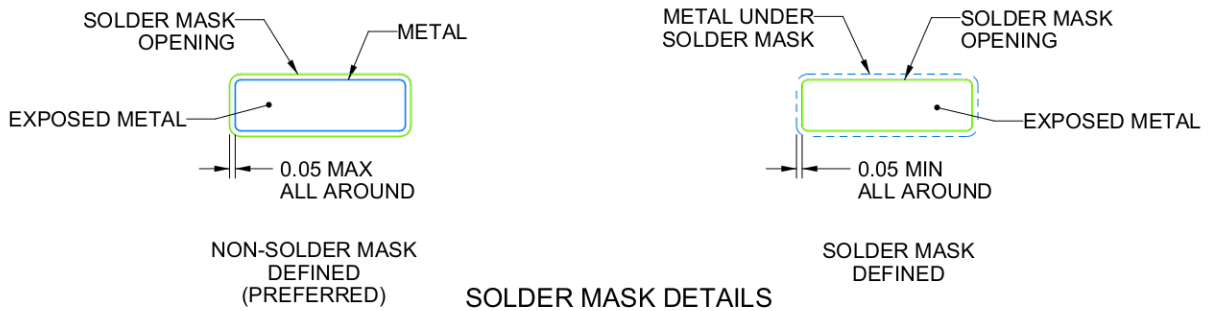 SOLDER MASK
OPENING
METAL
EXPOSED METAL
0.05 MAX
ALL AROUND
NON-SOLDER MASK
DEFINED
(PREFERRED)
METAL UNDER
SOLDER MASK
SOLDER MASK
OPENING
EXPOSED METAL
0.05 MIN
ALL AROUND
SOLDER MASK
DEFINED
SOLDER MASK DETAILS